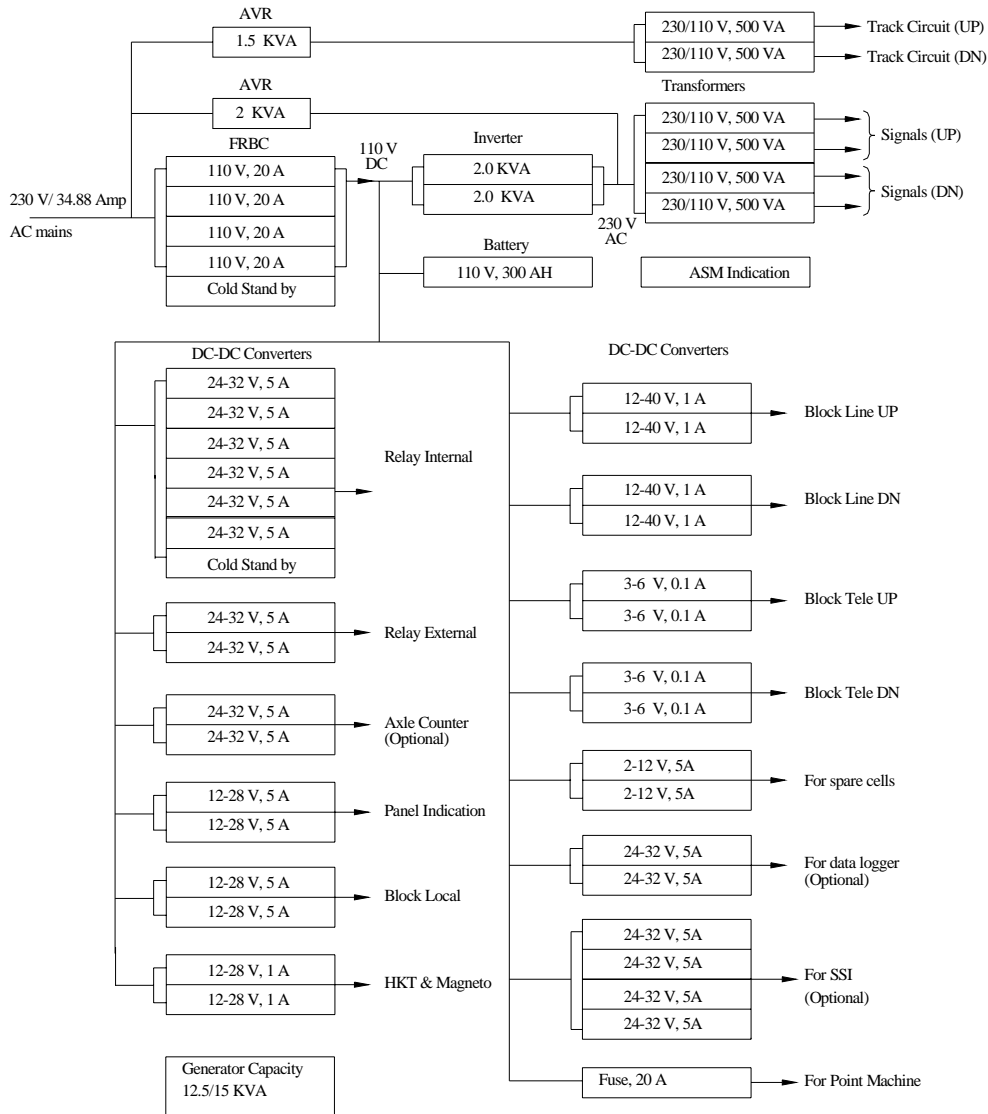 AVR
1.5 KVA
230/110 V, 500 VA
Track Circuit (UP)
230/110 V, 500 VA
Track Circuit (DN)
AVR
2 KVA
Transformers
230/110 V, 500 VA
230/110 V, 500 VA
Signals (UP)
230/110 V, 500 VA
230/110 V, 500 VA
Signals (DN)
FRBC
110 V, 20 A
110 V, 20 A
110 V, 20 A
110 V, 20 A
Cold Stand by
230 V/ 34.88 Amp
AC mains
110 V
DC
Inverter
2.0 KVA
2.0 KVA
230 V
AC
Battery
110 V, 300 AH
ASM Indication
DC-DC Converters
24-32 V, 5 A
24-32 V, 5 A
24-32 V, 5 A
24-32 V, 5 A
24-32 V, 5 A
24-32 V, 5 A
Cold Stand by
Relay Internal
24-32 V, 5 A
24-32 V, 5 A
Relay External
24-32 V, 5 A
24-32 V, 5 A
Axle Counter
(Optional)
12-28 V, 5 A
12-28 V, 5 A
Panel Indication
12-28 V, 5 A
12-28 V, 5 A
Block Local
12-28 V, 1 A
12-28 V, 1 A
HKT & Magneto
Generator Capacity
12.5/15 KVA
DC-DC Converters
12-40 V, 1 A
12-40 V, 1 A
Block Line UP
12-40 V, 1 A
12-40 V, 1 A
Block Line DN
3-6 V, 0.1 A
3-6 V, 0.1 A
Block Tele UP
3-6 V, 0.1 A
3-6 V, 0.1 A
Block Tele DN
2-12 V, 5A
2-12 V, 5A
For spare cells
24-32 V, 5A
24-32 V, 5A
For data logger
(Optional)
24-32 V, 5A
24-32 V, 5A
24-32 V, 5A
24-32 V, 5A
For SSI
(Optional)
Fuse, 20 A
For Point Machine